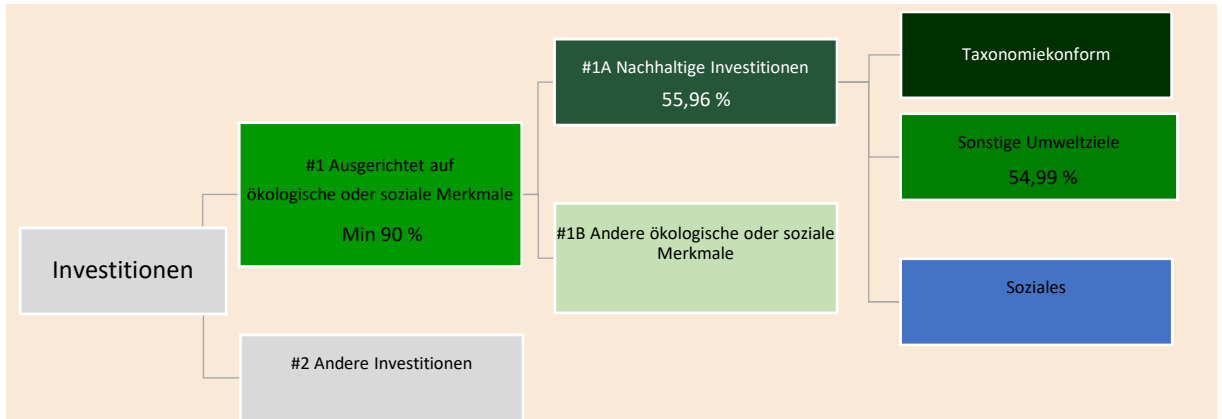 Investitionen
#1 Ausgerichtet auf
ökologische oder soziale Merkmale
Min 90 %
#2 Andere Investitionen
#1A Nachhaltige Investitionen
55,96 %
#1B Andere ökologische oder soziale
Merkmale
Taxonomiekonform
Sonstige Umweltziele
54,99 %
Soziales